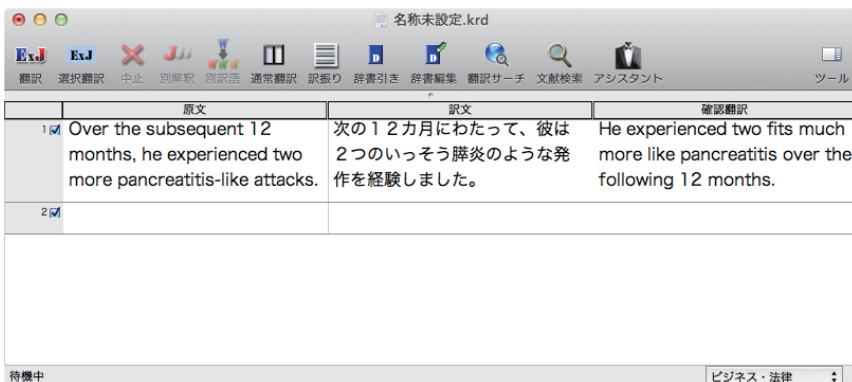 名称未設定.krd
ExJ ExJ W WWW D D
翻訳 選択翻訳 中止 別解釈 別訳語 通常翻訳 訳振り 辞書引き 辞書編集 翻訳サーチ 文献検索 アシスタント ツール
原文 訳文 確認翻訳
1
Over the subsequent 12
months, he experienced two
more pancreatitis-like attacks.
次の１２カ月にわたって、彼は
２つのいっそう膵炎のような発
作を経験しました。
He experienced two fits much
more like pancreatitis over the
following 12 months.
2
待機中 ビジネス・法律